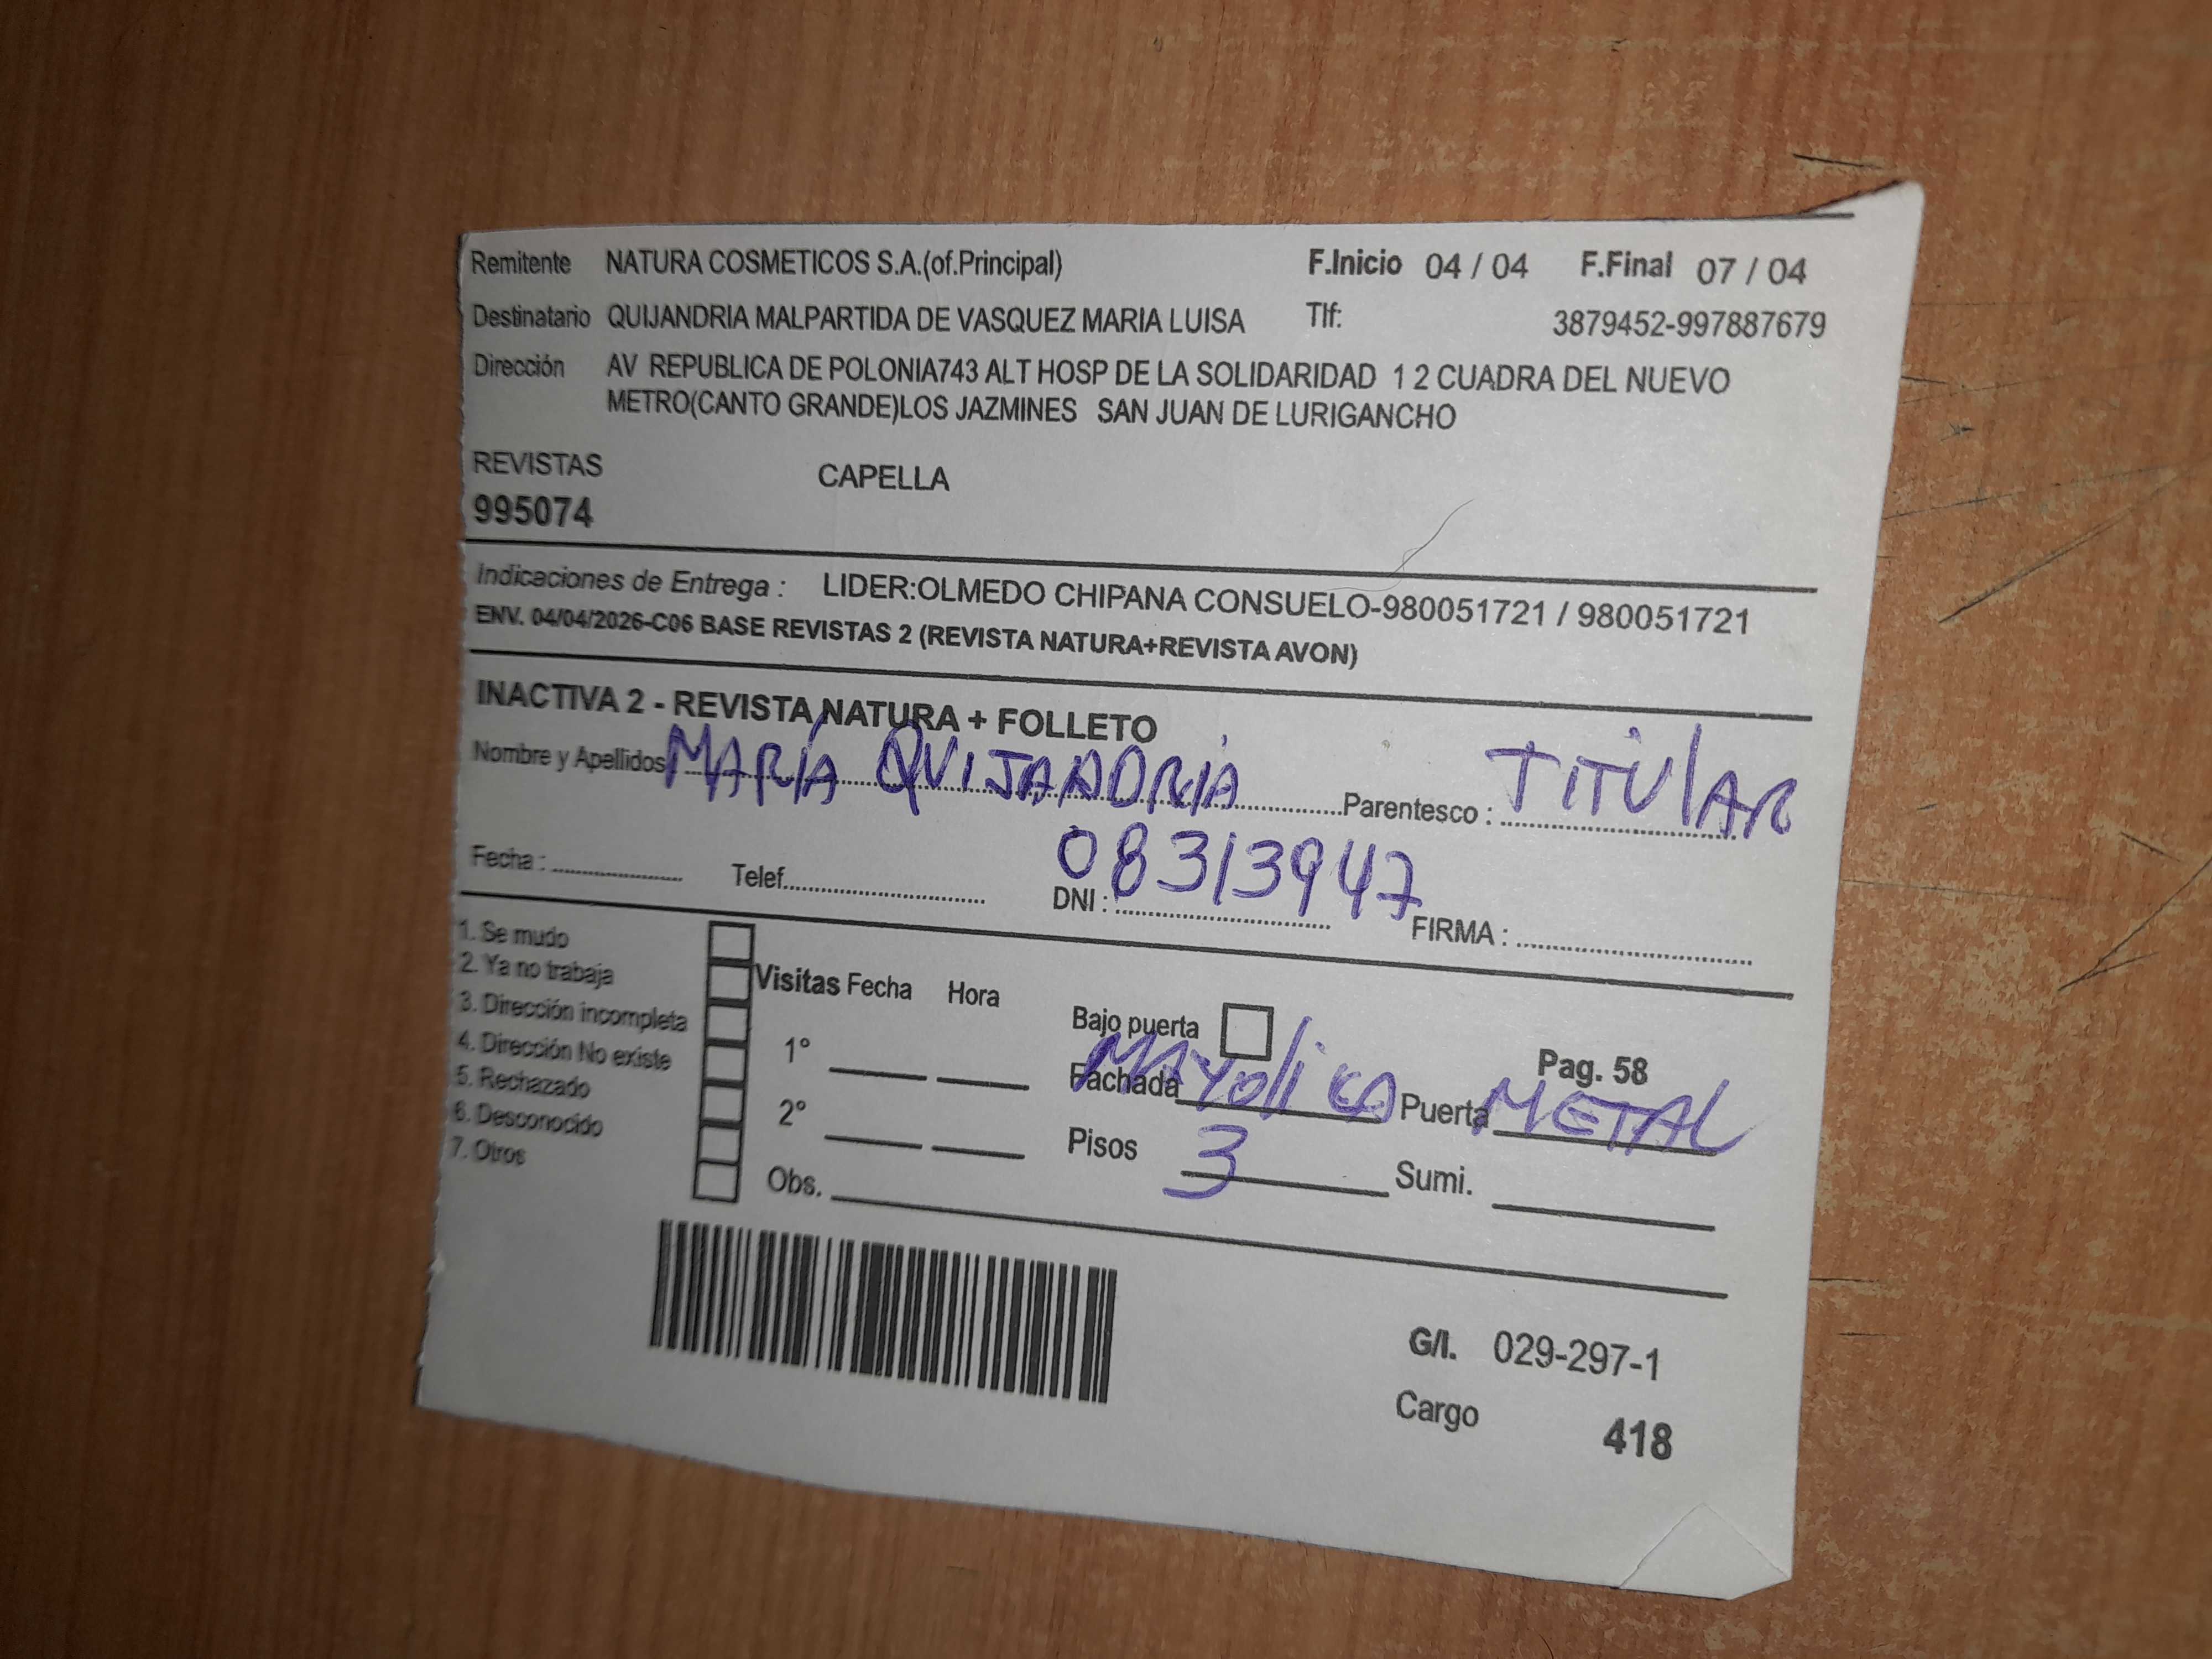 Remitente NATURA COSMETICOS S.A.(of.Principal) F.Inicio 04 / 04 F.Final 07 / 04
Destinatario QUIJANDRIA MALPARTIDA DE VASQUEZ MARIA LUISA Tlf: 3879452-997887679
Dirección AV REPUBLICA DE POLONIA743 ALT HOSP DE LA SOLIDARIDAD 1 2 CUADRA DEL NUEVO
METRO(CANTO GRANDE)LOS JAZMINES SAN JUAN DE LURIGANCHO
REVISTAS CAPELLA
995074
Indicaciones de Entrega : LIDER:OLMEDO CHIPANA CONSUELO-980051721 / 980051721
ENV. 04/04/2026-C06 BASE REVISTAS 2 (REVISTA NATURA+REVISTA AVON)
INACTIVA 2 - REVISTA NATURA + FOLLETO
Nombre y Apellidos MARÍA QUIJANDRIA Parentesco : TITULAR
Fecha : Telef. DNI : 08313947 FIRMA :
1. Se mudo
2. Ya no trabaja Visitas Fecha Hora
3. Dirección incompleta Bajo puerta Pag. 58
4. Dirección No existe 1° Fachada MAYOLICA Puerta METAL
5. Rechazado
6. Desconocido 2° Pisos 3 Sumi.
7. Otros Obs.
G/I. 029-297-1
Cargo 418